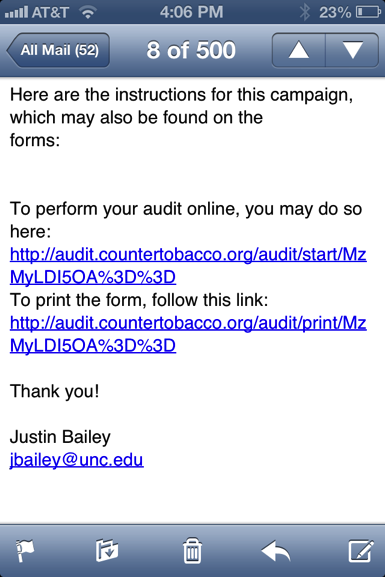 AT&T 4:06 PM 23%
All Mail (52) 8 of 500
Here are the instructions for this campaign,
which may also be found on the
forms:
To perform your audit online, you may do so
here:
http://audit.countertobacco.org/audit/start/Mz
MyLDI5OA%3D%3D
To print the form, follow this link:
http://audit.countertobacco.org/audit/print/Mz
MyLDI5OA%3D%3D
Thank you!
Justin Bailey
jbailey@unc.edu